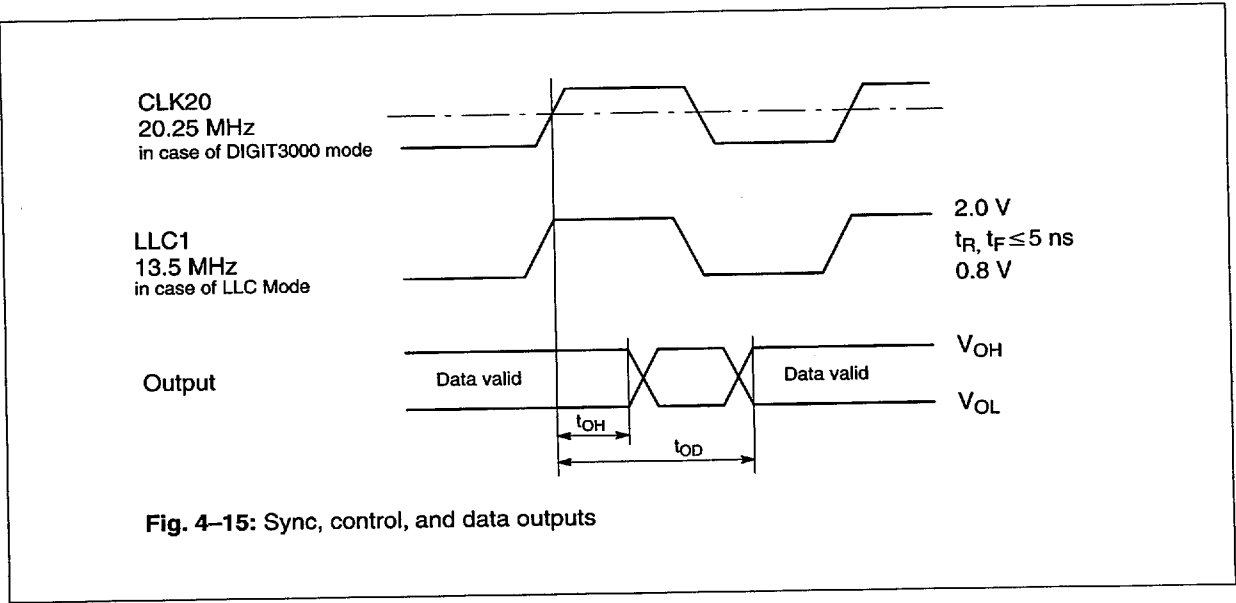 CLK20
20.25 MHz
in case of DIGIT3000 mode
LLC1
13.5 MHz
in case of LLC Mode
2.0 V
tR, tF≤5 ns
0.8 V
Output
Data valid
Data valid
VOH
VOL
tOH
tOD
Fig. 4–15: Sync, control, and data outputs